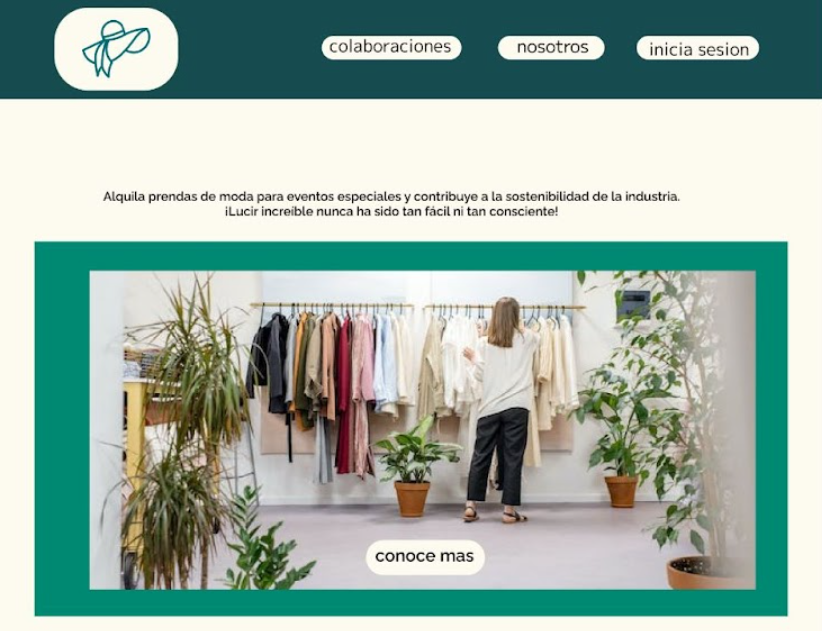 colaboraciones
nosotros
inicia sesion
Alquila prendas de moda para eventos especiales y contribuye a la sostenibilidad de la industria.
¡Lucir increíble nunca ha sido tan fácil ni tan consciente!
conoce mas